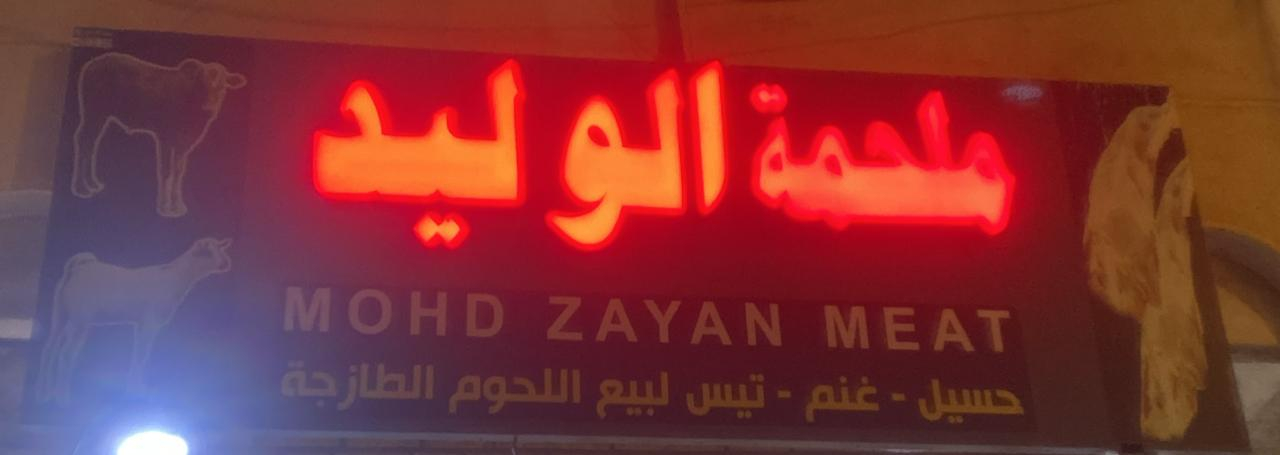 ملحمة الوليد
MOHD ZAYAN MEAT
حسيل - غنم - تيس لبيع اللحوم الطازجة